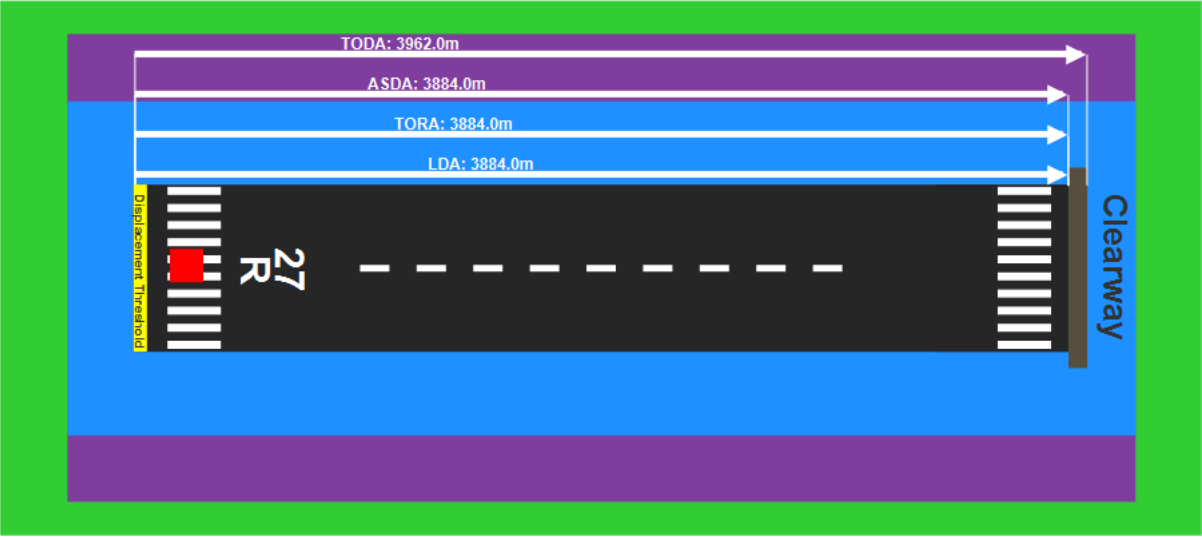 TODA: 3962.0m
ASDA: 3884.0m
TORA: 3884.0m
LDA: 3884.0m
Displacement Threshold
27
R
Clearway